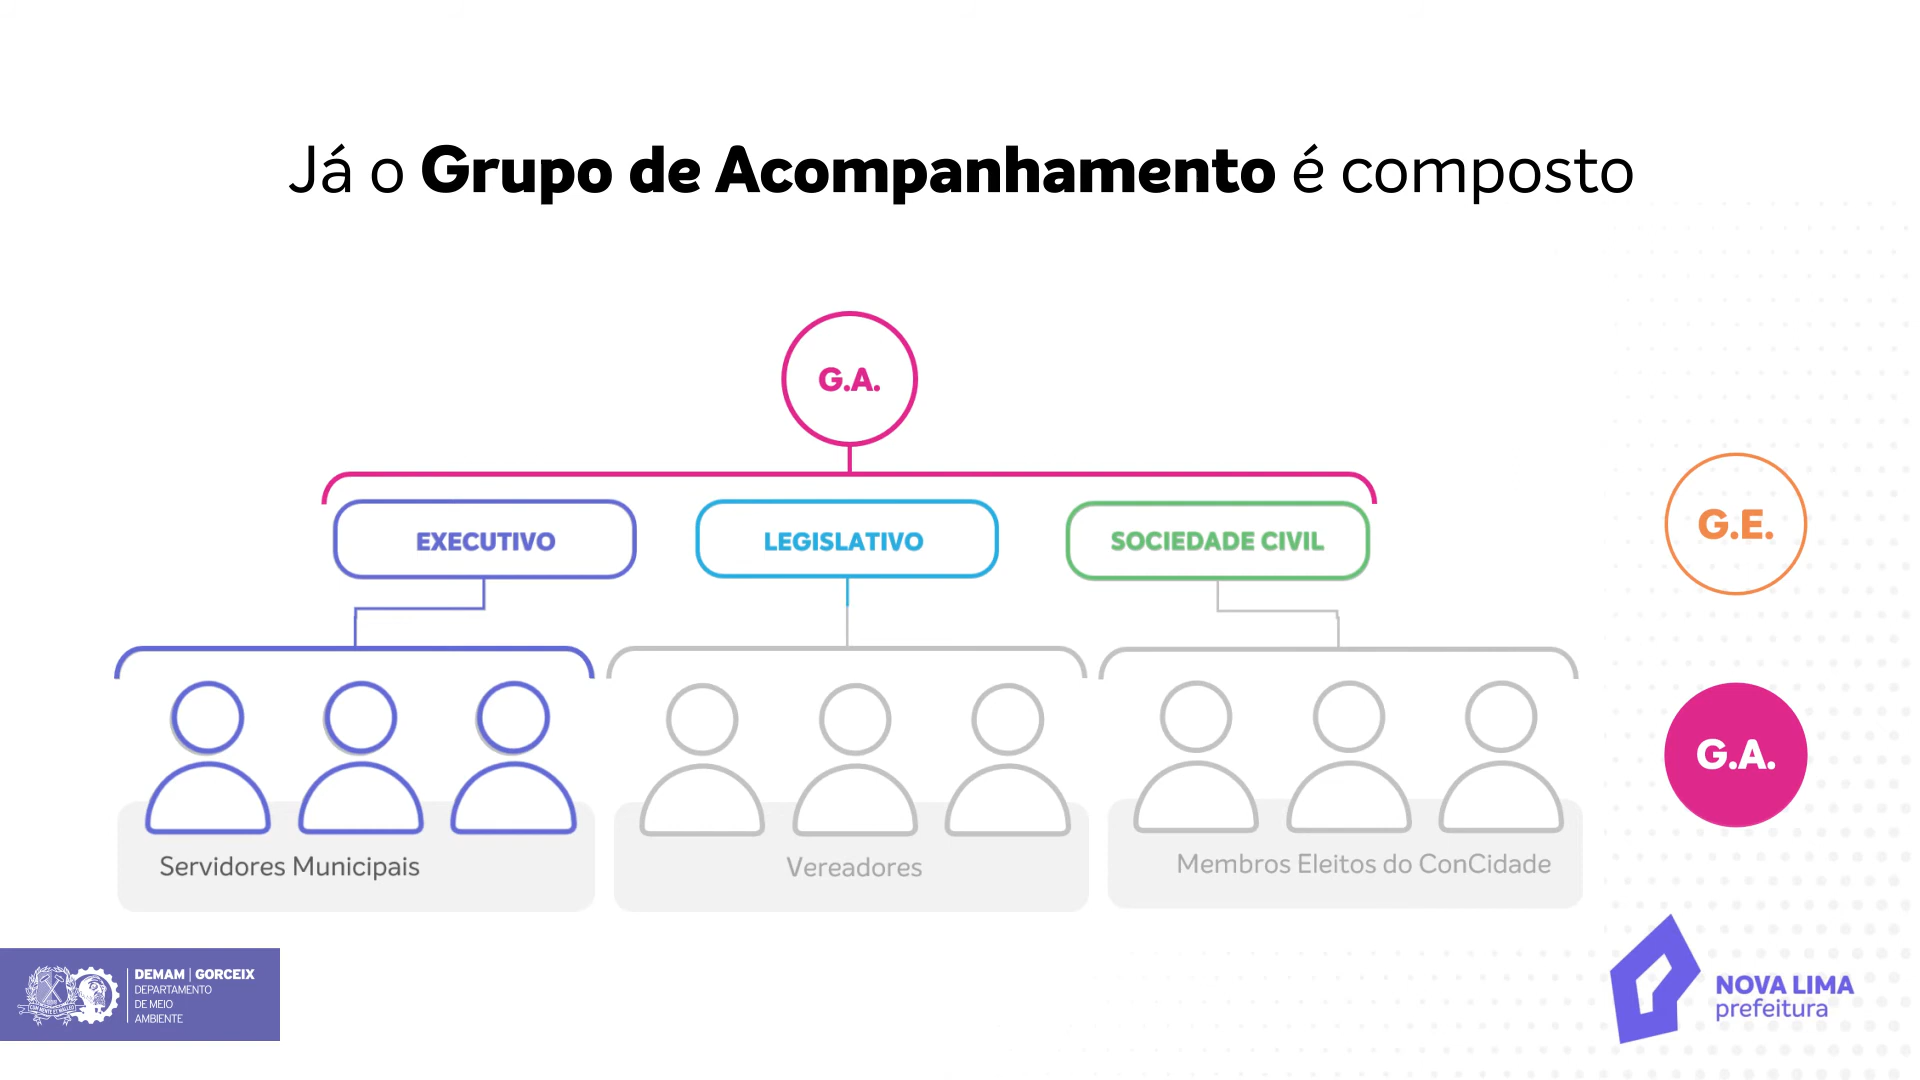 Já o Grupo de Acompanhamento é composto
G.A.
EXECUTIVO
LEGISLATIVO
SOCIEDADE CIVIL
G.E.
G.A.
Servidores Municipais
Vereadores
Membros Eleitos do ConCidade
DEMAM | GORCEIX
DEPARTAMENTO
DE MEIO
AMBIENTE
NOVA LIMA
prefeitura